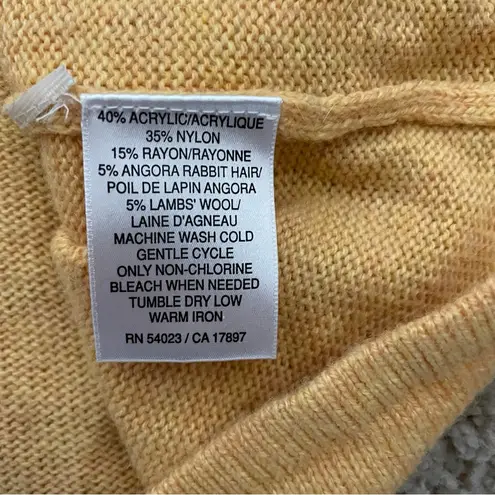 40% ACRYLIC/ACRYLIQUE
35% NYLON
15% RAYON/RAYONNE
5% ANGORA RABBIT HAIR/
POIL DE LAPIN ANGORA
5% LAMBS' WOOL/
LAINE D'AGNEAU
MACHINE WASH COLD
GENTLE CYCLE
ONLY NON-CHLORINE
BLEACH WHEN NEEDED
TUMBLE DRY LOW
WARM IRON
RN 54023 / CA 17897